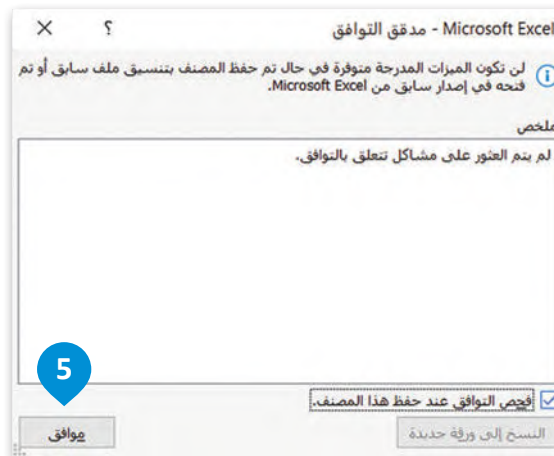 Microsoft Excel - مدقق التوافق
؟
لن تكون الميزات المدرجة متوفرة في حال تم حفظ المصنف بتنسيق ملف سابق أو تم
فتحه في إصدار سابق من Microsoft Excel.
ملخص
لم يتم العثور على مشاكل تتعلق بالتوافق.
5
فحص التوافق عند حفظ هذا المصنف.
النسخ إلى ورقة جديدة
موافق